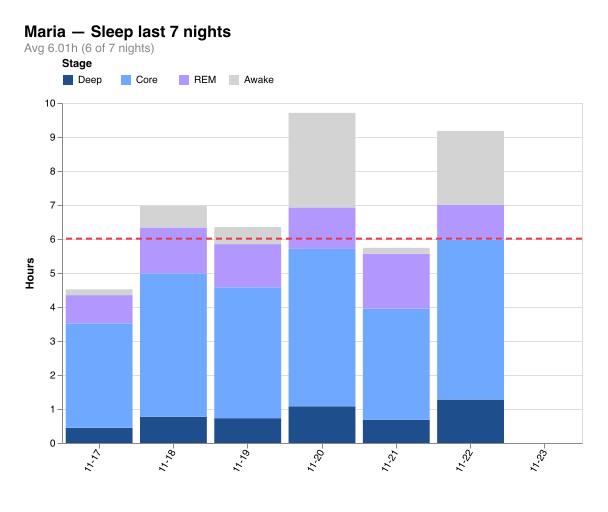 Maria — Sleep last 7 nights
Avg 6.01h (6 of 7 nights)
Stage
Deep Core REM Awake
10
9
8
7
6
5
4
3
2
1
0
Hours
11-17 11-18 11-19 11-20 11-21 11-22 11-23